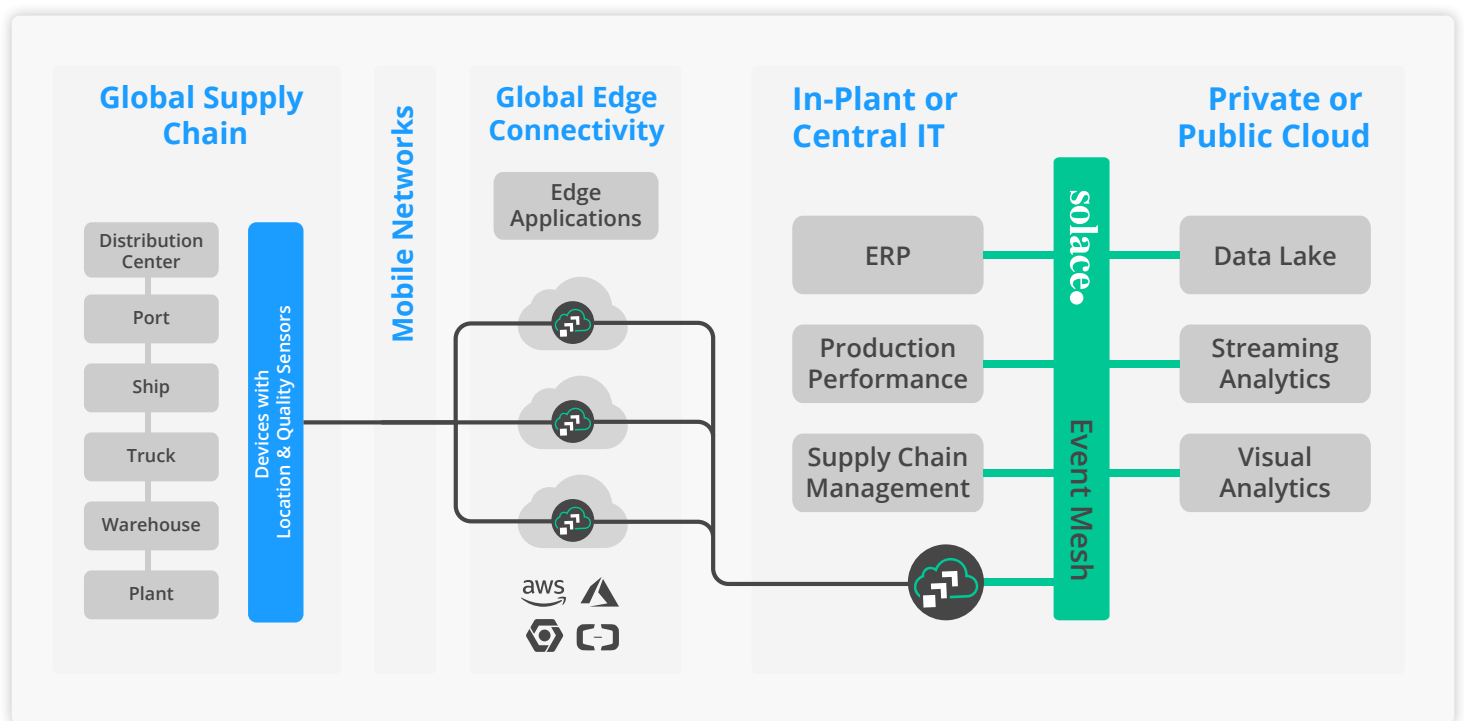 Global Supply
Chain
Distribution
Center
Port
Ship
Truck
Warehouse
Plant
Devices with
Location & Quality Sensors
Mobile Networks
Global Edge
Connectivity
Edge
Applications
aws
In-Plant or
Central IT
ERP
Production
Performance
Supply Chain
Management
solace.
Event Mesh
Private or
Public Cloud
Data Lake
Streaming
Analytics
Visual
Analytics